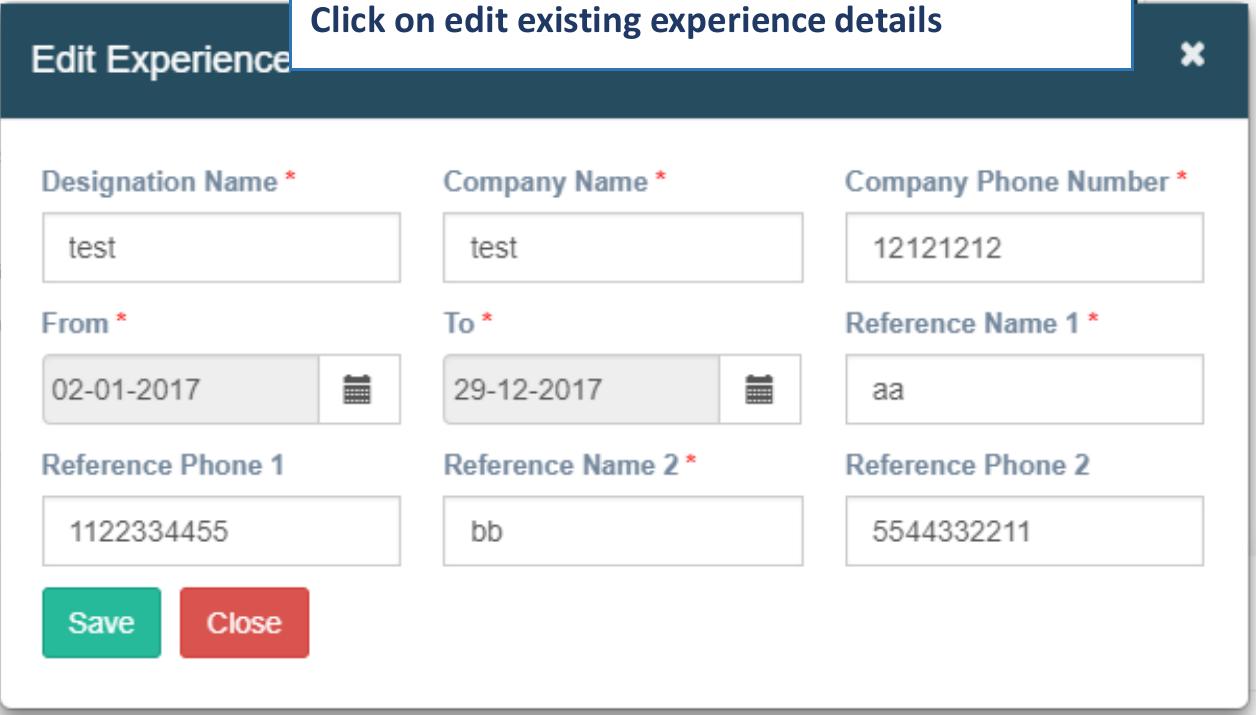 Click on edit existing experience details
Edit Experience
Designation Name * Company Name * Company Phone Number *
test test 12121212
From * To * Reference Name 1 *
02-01-2017 29-12-2017 aa
Reference Phone 1 Reference Name 2 * Reference Phone 2
1122334455 bb 5544332211
Save Close